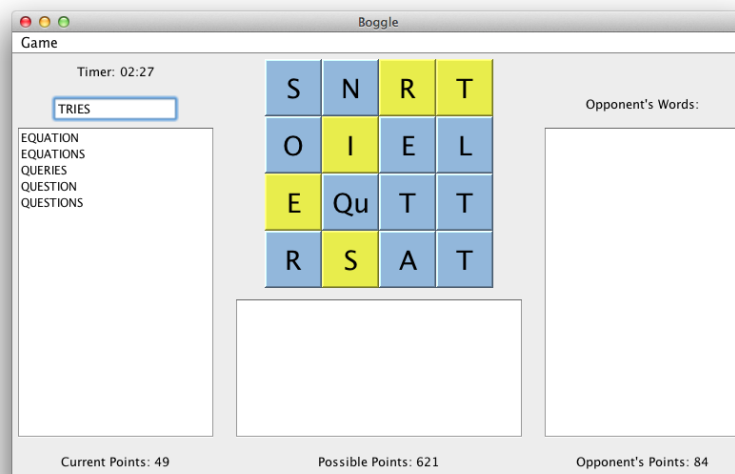 Boggle
Game
Timer: 02:27
TRIES
EQUATION
EQUATIONS
QUERIES
QUESTION
QUESTIONS
Current Points: 49
S N R T
O I E L
E Qu T T
R S A T
Possible Points: 621
Opponent's Words:
Opponent's Points: 84